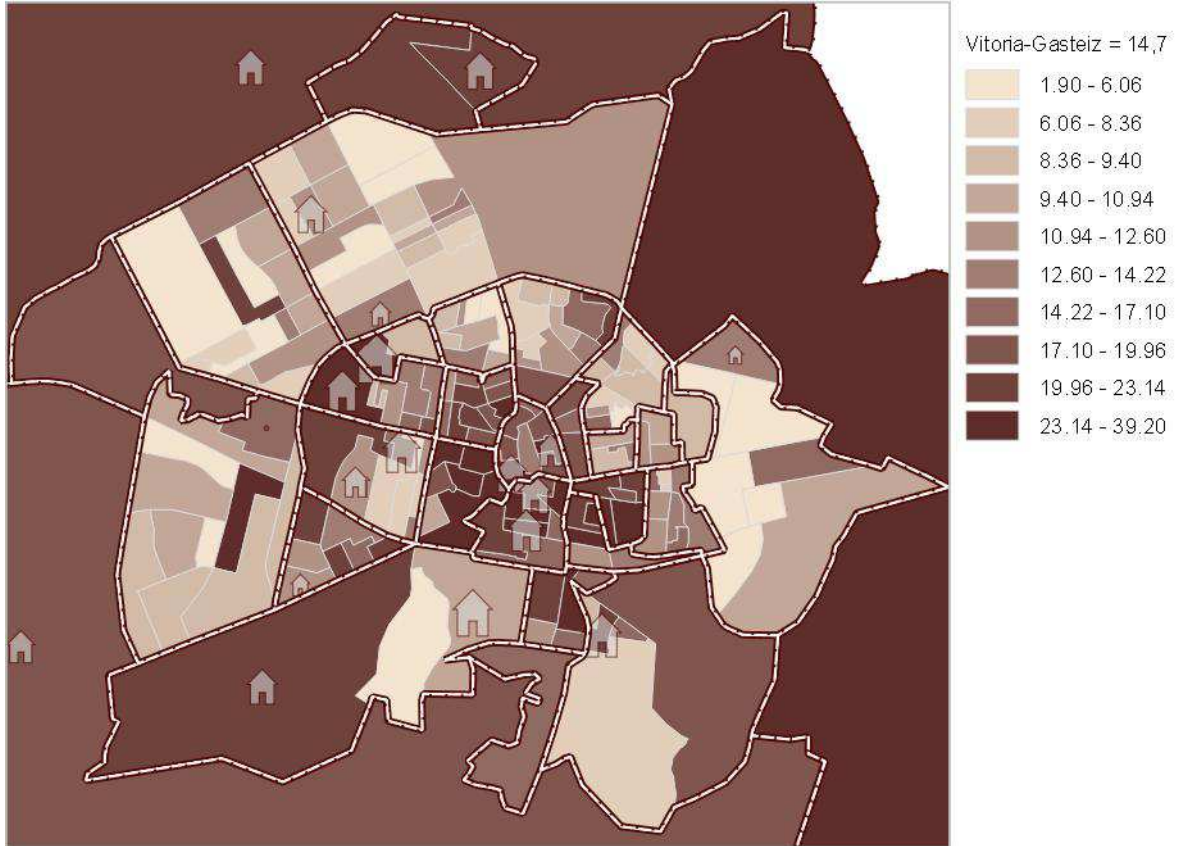 Vitoria-Gasteiz = 14,7
1.90 - 6.06
6.06 - 8.36
8.36 - 9.40
9.40 - 10.94
10.94 - 12.60
12.60 - 14.22
14.22 - 17.10
17.10 - 19.96
19.96 - 23.14
23.14 - 39.20